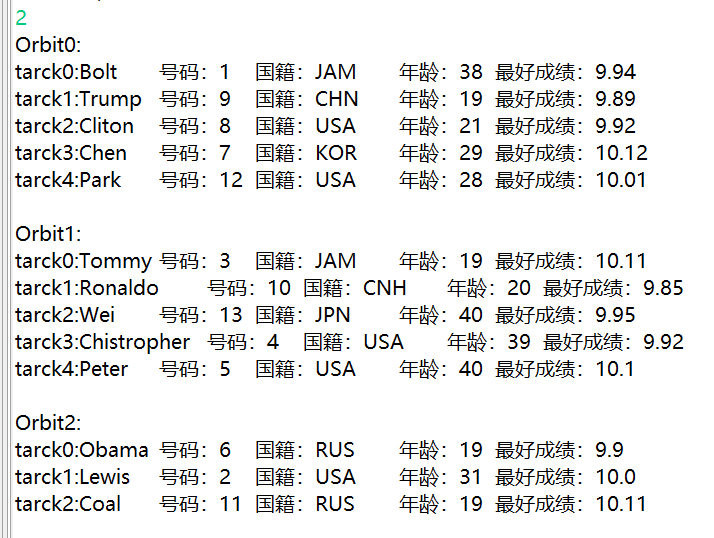 2
Orbit0:
tarck0:Bolt 号码：1 国籍：JAM 年龄：38 最好成绩：9.94
tarck1:Trump 号码：9 国籍：CHN 年龄：19 最好成绩：9.89
tarck2:Cliton 号码：8 国籍：USA 年龄：21 最好成绩：9.92
tarck3:Chen 号码：7 国籍：KOR 年龄：29 最好成绩：10.12
tarck4:Park 号码：12 国籍：USA 年龄：28 最好成绩：10.01

Orbit1:
tarck0:Tommy 号码：3 国籍：JAM 年龄：19 最好成绩：10.11
tarck1:Ronaldo 号码：10 国籍：CNH 年龄：20 最好成绩：9.85
tarck2:Wei 号码：13 国籍：JPN 年龄：40 最好成绩：9.95
tarck3:Chistropher 号码：4 国籍：USA 年龄：39 最好成绩：9.92
tarck4:Peter 号码：5 国籍：USA 年龄：40 最好成绩：10.1

Orbit2:
tarck0:Obama 号码：6 国籍：RUS 年龄：19 最好成绩：9.9
tarck1:Lewis 号码：2 国籍：USA 年龄：31 最好成绩：10.0
tarck2:Coal 号码：11 国籍：RUS 年龄：19 最好成绩：10.11